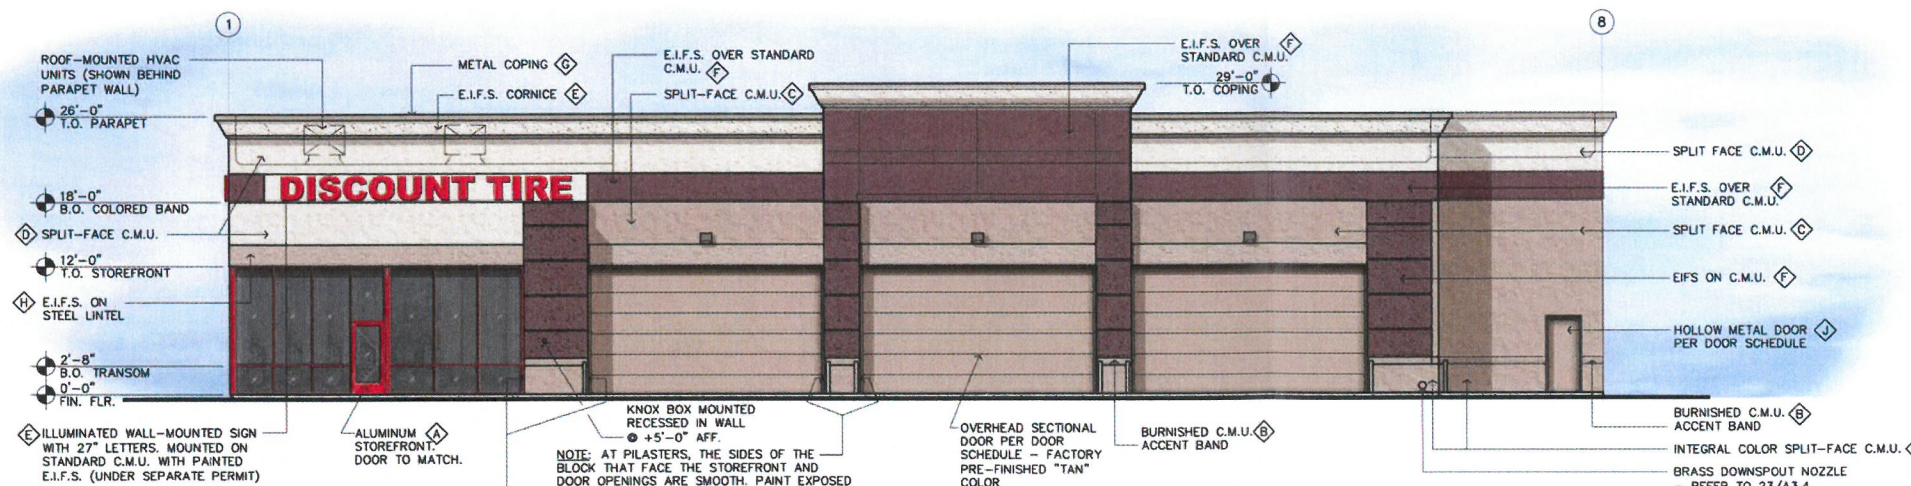 1
8
ROOF-MOUNTED HVAC
UNITS (SHOWN BEHIND
PARAPET WALL)
26'-0"
T.O. PARAPET
METAL COPING G
E.I.F.S. CORNICE E
E.I.F.S. OVER STANDARD
C.M.U. F
SPLIT-FACE C.M.U. C
E.I.F.S. OVER F
STANDARD C.M.U.
29'-0"
T.O. COPING
DISCOUNT TIRE
18'-0"
B.O. COLORED BAND
D SPLIT-FACE C.M.U.
12'-0"
T.O. STOREFRONT
H E.I.F.S. ON
STEEL LINTEL
2'-8"
B.O. TRANSOM
0'-0"
FIN. FLR.
E ILLUMINATED WALL-MOUNTED SIGN
WITH 27" LETTERS. MOUNTED ON
STANDARD C.M.U. WITH PAINTED
E.I.F.S. (UNDER SEPARATE PERMIT)
ALUMINUM A
STOREFRONT.
DOOR TO MATCH.
KNOX BOX MOUNTED
RECESSED IN WALL
@ +5'-0" AFF.
NOTE: AT PILASTERS, THE SIDES OF THE
BLOCK THAT FACE THE STOREFRONT AND
DOOR OPENINGS ARE SMOOTH. PAINT EXPOSED
OVERHEAD SECTIONAL
DOOR PER DOOR
SCHEDULE - FACTORY
PRE-FINISHED "TAN"
COLOR
BURNISHED C.M.U. B
ACCENT BAND
SPLIT FACE C.M.U. D
E.I.F.S. OVER F
STANDARD C.M.U.
SPLIT FACE C.M.U. C
EIFS ON C.M.U. F
HOLLOW METAL DOOR J
PER DOOR SCHEDULE
BURNISHED C.M.U. B
ACCENT BAND
INTEGRAL COLOR SPLIT-FACE C.M.U.
BRASS DOWNSPOUT NOZZLE
- REFER TO 23/A3.4